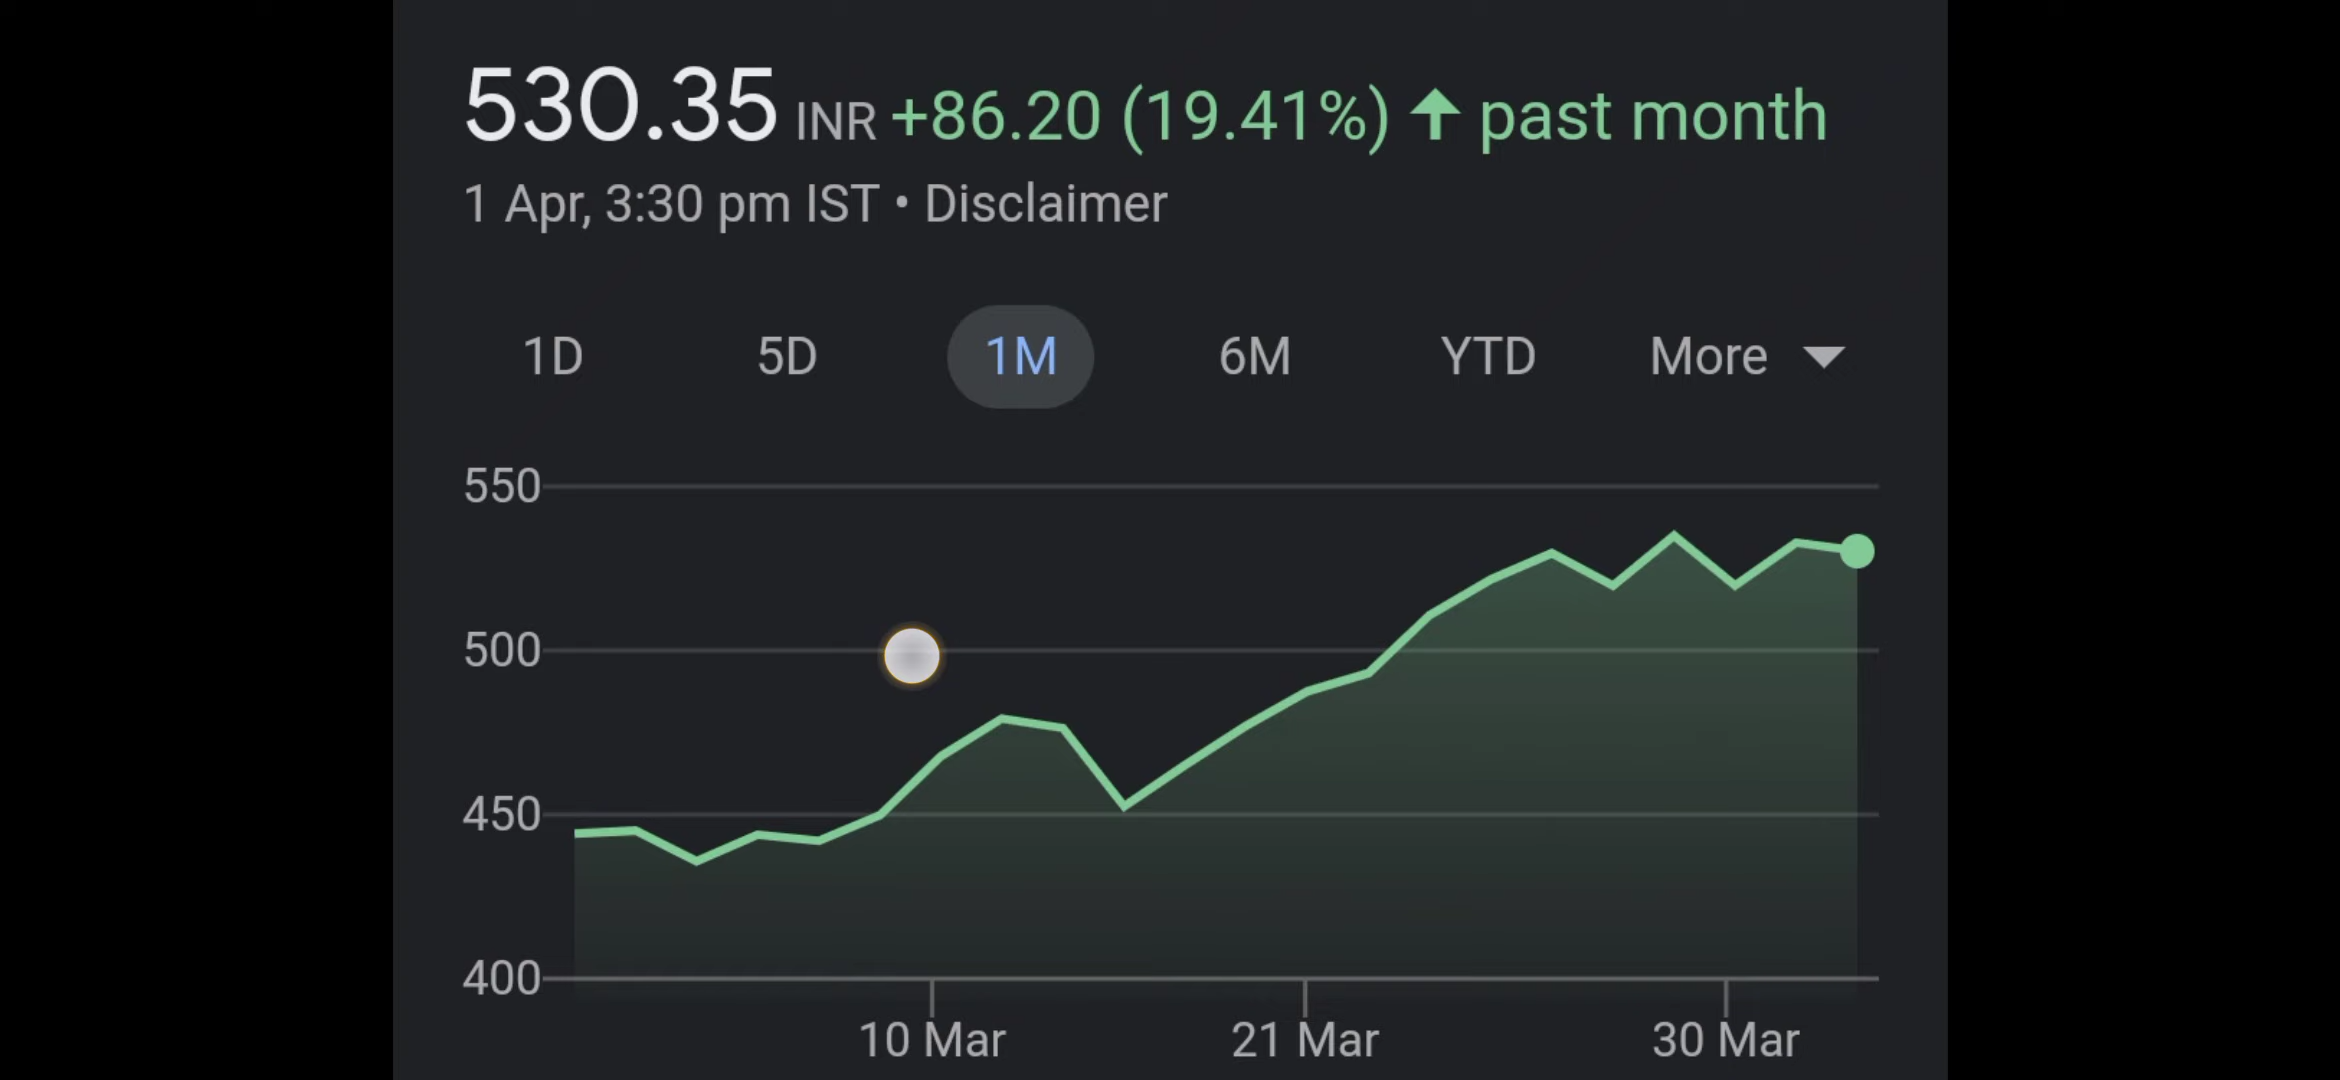 530.35 INR +86.20 (19.41%) ↑ past month
1 Apr, 3:30 pm IST • Disclaimer
1D 5D 1M 6M YTD More
550
500
450
400
10 Mar 21 Mar 30 Mar